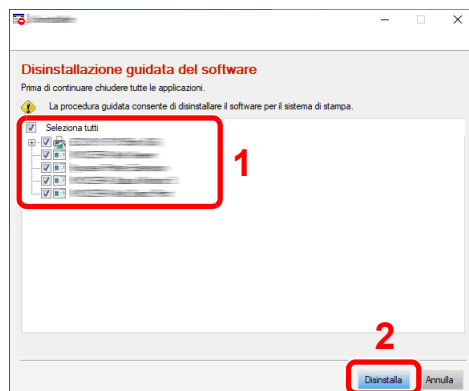 Disinstallazione guidata del software
Prima di continuare chiudere tutte le applicazioni.
La procedura guidata consente di disinstallare il software per il sistema di stampa.
Seleziona tutti
1
2
Disinstalla Annulla